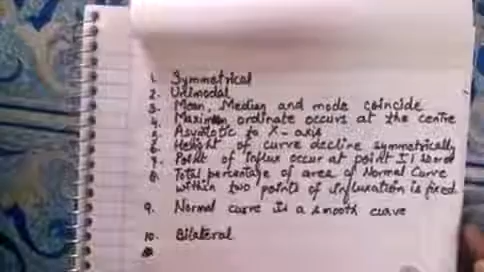 1. Symmetrical
2. Unimodal
3. Mean, Median and mode coincide
4. Maximum ordinate occurs at the centre
5. Asymtotic to X-axis
6. Height of curve decline symmetrically
7. Point of Influx occur at point ±1
8. Total percentage of area of Normal Curve
within two points of Influxation is fixed
9. Normal curve is a smooth curve
10. Bilateral